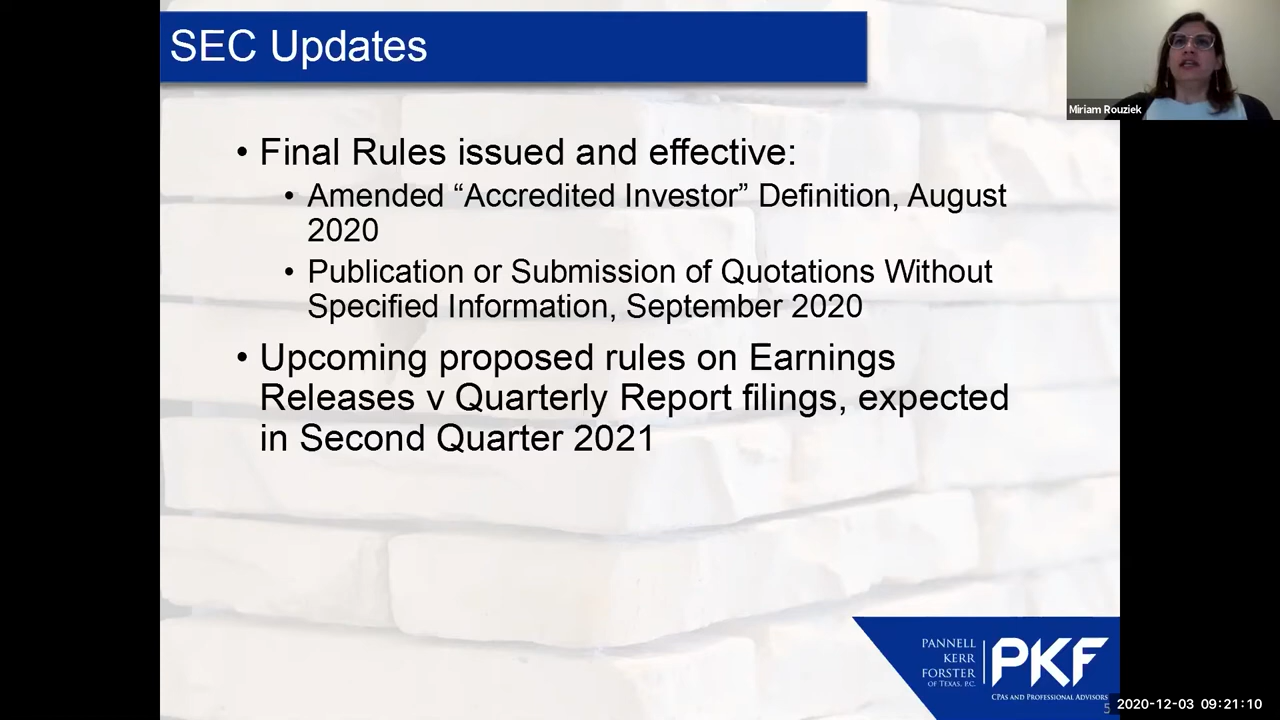 SEC Updates
Miriam Rouziek
• Final Rules issued and effective:
• Amended “Accredited Investor” Definition, August
2020
• Publication or Submission of Quotations Without
Specified Information, September 2020
• Upcoming proposed rules on Earnings
Releases v Quarterly Report filings, expected
in Second Quarter 2021
PANNELL
KERR
FORSTER
OF TEXAS, P.C.
PKF
CPAS AND PROFESSIONAL ADVISORS
5
2020-12-03 09:21:10